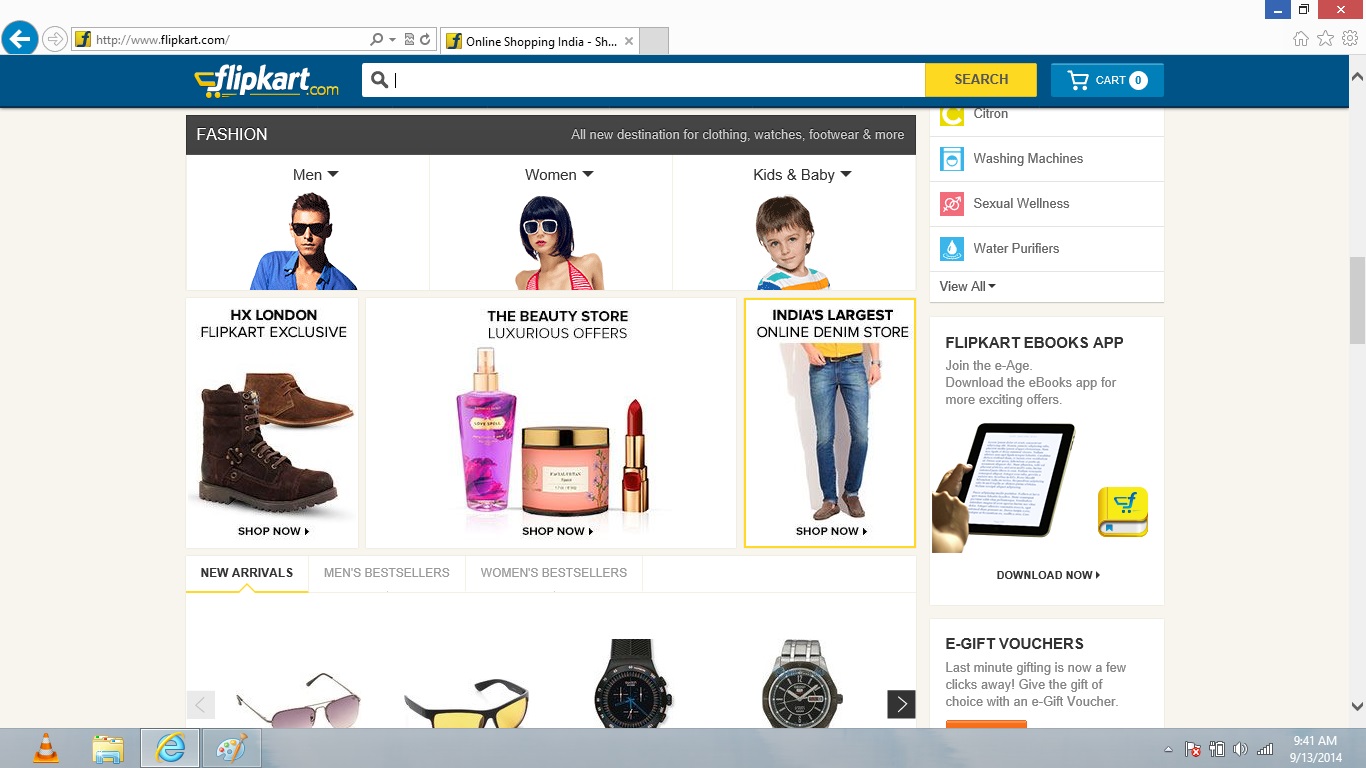 http://www.flipkart.com/
Online Shopping India - Sh...
flipkart.com
SEARCH
CART 0
FASHION
All new destination for clothing, watches, footwear & more
Men
Women
Kids & Baby
HX LONDON
FLIPKART EXCLUSIVE
SHOP NOW
THE BEAUTY STORE
LUXURIOUS OFFERS
LOVE SPELL
SHOP NOW
INDIA'S LARGEST
ONLINE DENIM STORE
SHOP NOW
NEW ARRIVALS
MEN'S BESTSELLERS
WOMEN'S BESTSELLERS
Citron
Washing Machines
Sexual Wellness
Water Purifiers
View All
FLIPKART EBOOKS APP
Join the e-Age.
Download the eBooks app for
more exciting offers.
DOWNLOAD NOW
E-GIFT VOUCHERS
Last minute gifting is now a few
clicks away! Give the gift of
choice with an e-Gift Voucher.
9:41 AM
9/13/2014